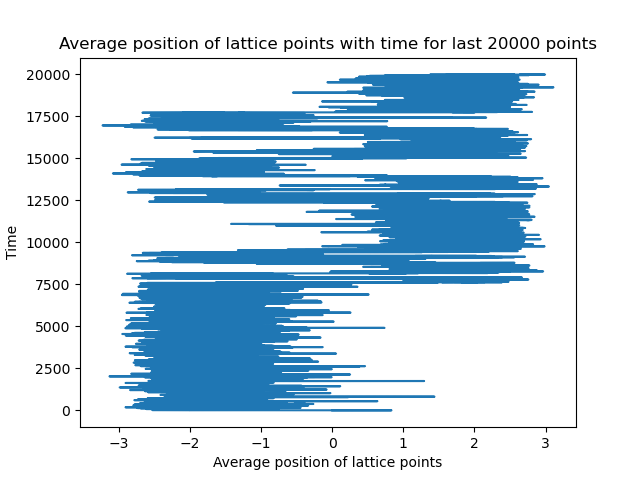 Average position of lattice points with time for last 20000 points
20000
17500
15000
12500
10000
7500
5000
2500
0
Time
−3 −2 −1 0 1 2 3
Average position of lattice points